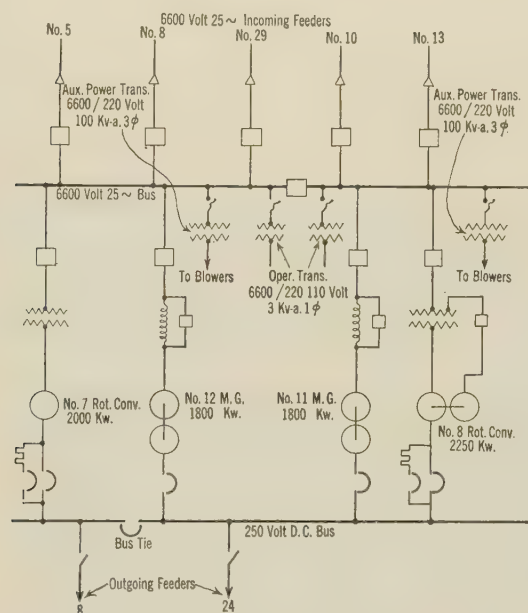 6600 Volt 25~ Incoming Feeders
No. 5
No. 8
No. 29
No. 10
No. 13
Aux. Power Trans.
6600/220 Volt
100 Kv-a. 3ϕ
Aux. Power Trans.
6600/220 Volt
100 Kv-a. 3ϕ.
6600 Volt 25~ Bus
To Blowers
Oper. Trans.
6600/220 110 Volt
3 Kv-a. 1ϕ
To Blowers
No. 7 Rot. Conv.
2000 Kw.
No. 12 M.G.
1800 Kw.
No. 11 M.G.
1800 Kw.
No. 8 Rot. Conv.
2250 Kw.
Bus Tie
250 Volt D.C. Bus
Outgoing Feeders
8
24